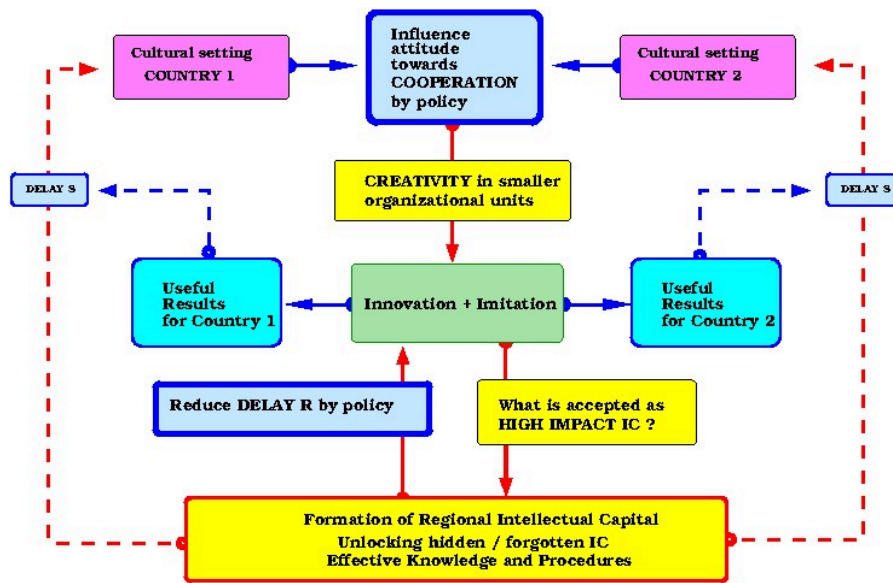 Cultural setting
COUNTRY 1
Influence
attitude
towards
COOPERATION
by policy
Cultural setting
COUNTRY 2
CREATIVITY in smaller
organizational units
DELAY S
DELAY S
Useful
Results
for Country 1
Innovation + Imitation
Useful
Results
for Country 2
Reduce DELAY R by policy
What is accepted as
HIGH IMPACT IC ?
Formation of Regional Intellectual Capital
Unlocking hidden / forgotten IC
Effective Knowledge and Procedures